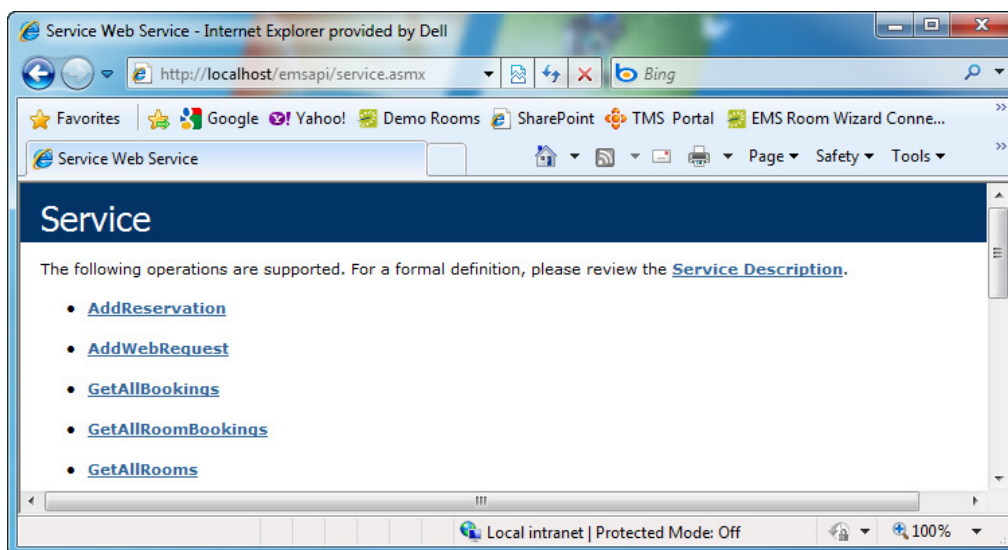 Service Web Service - Internet Explorer provided by Dell
http://localhost/emsapi/service.asmx
Bing
Favorites Google Yahoo! Demo Rooms SharePoint TMS Portal EMS Room Wizard Conne...
Service Web Service Page Safety Tools
Service
The following operations are supported. For a formal definition, please review the Service Description.
• AddReservation
• AddWebRequest
• GetAllBookings
• GetAllRoomBookings
• GetAllRooms
Local intranet | Protected Mode: Off 100%